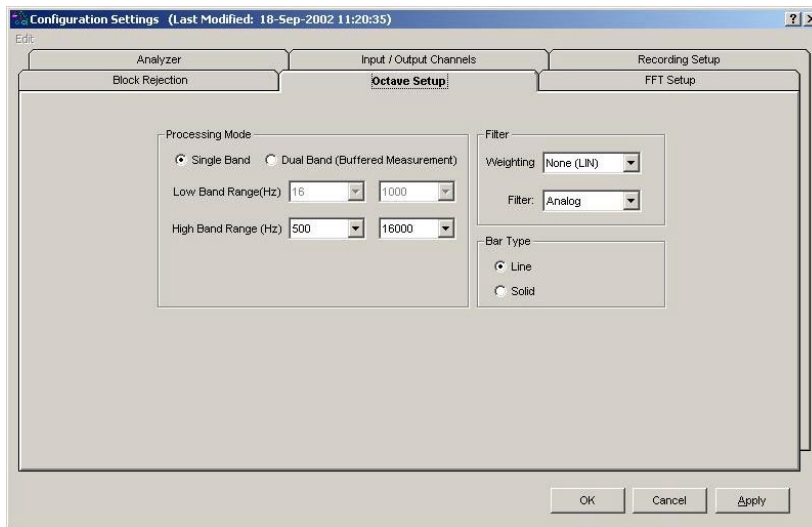 Configuration Settings (Last Modified: 18-Sep-2002 11:20:35)
Edit
Analyzer
Input / Output Channels
Recording Setup
Block Rejection
Octave Setup
FFT Setup
Processing Mode
Single Band
Dual Band (Buffered Measurement)
Low Band Range(Hz) 16 1000
High Band Range (Hz) 500 16000
Filter
Weighting None (LIN)
Filter: Analog
Bar Type
Line
Solid
OK
Cancel
Apply